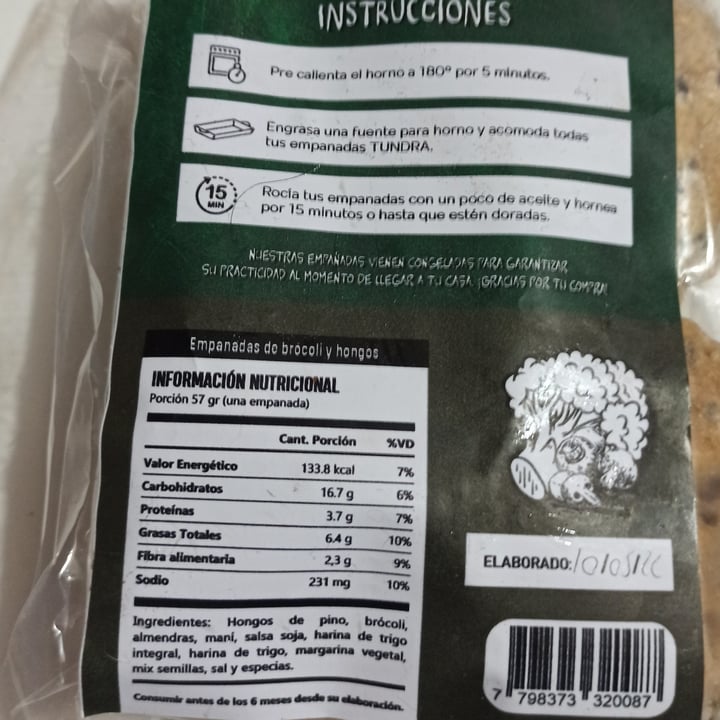 INSTRUCCIONES
Pre calienta el horno a 180º por 5 minutos.
Engrasa una fuente para horno y acomoda todas
tus empanadas TUNDRA.
15
MIN
Rocía tus empanadas con un poco de aceite y hornea
por 15 minutos o hasta que estén doradas.
NUESTRAS EMPANADAS VIENEN CONGELADAS PARA GARANTIZAR
SU PRACTICIDAD AL MOMENTO DE LLEGAR A TU CASA. ¡GRACIAS POR TU COMPRA!
Empanadas de brócoli y hongos
INFORMACIÓN NUTRICIONAL
Porción 57 gr (una empanada)
Cant. Porción %VD
Valor Energético 133.8 kcal 7%
Carbohidratos 16.7 g 6%
Proteínas 3.7 g 7%
Grasas Totales 6.4 g 10%
Fibra alimentaria 2,3 g 9%
Sodio 231 mg 10%
Ingredientes: Hongos de pino, brócoli,
almendras, maní, salsa soja, harina de trigo
integral, harina de trigo, margarina vegetal,
mix semillas, sal y especias.
Consumir antes de los 6 meses desde su elaboración.
ELABORADO:
7 798373 320087